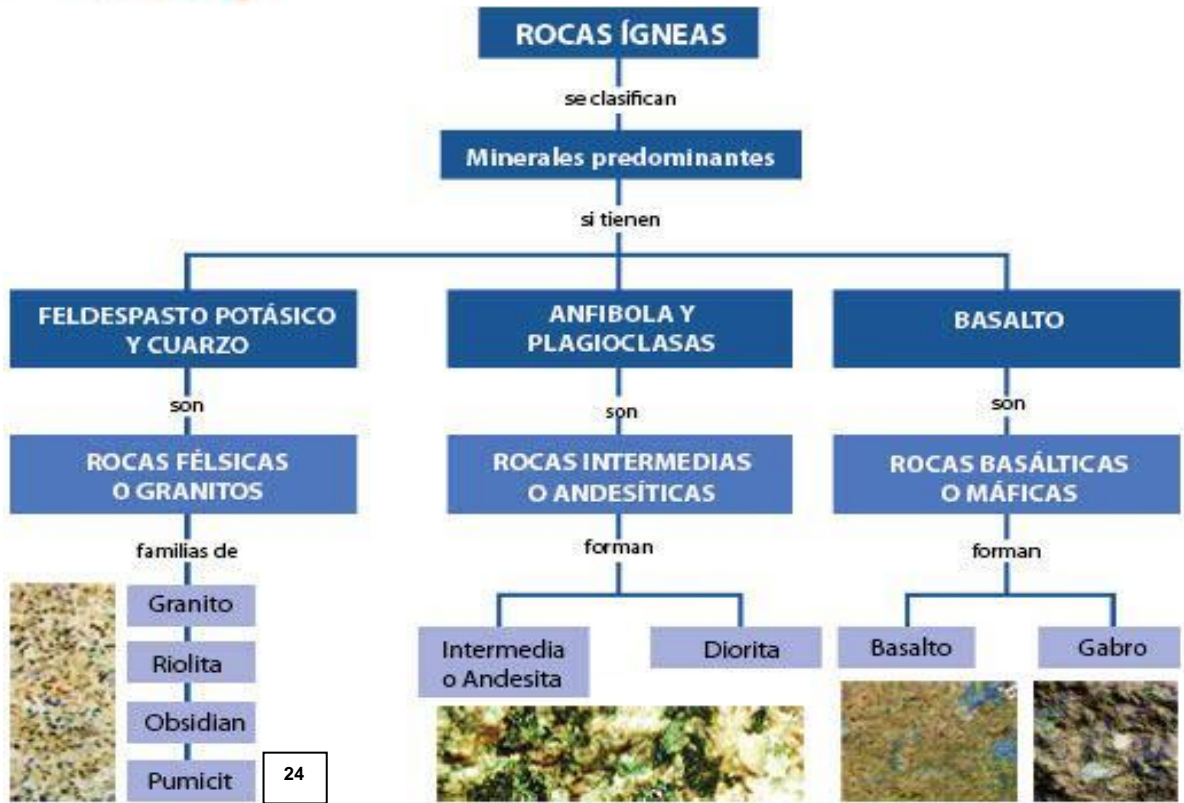 ROCAS ÍGNEAS
se clasifican
Minerales predominantes
si tienen
FELDESPASTO POTÁSICO
Y CUARZO
ANFIBOLA Y
PLAGIOCLASAS
BASALTO
son
son
son
ROCAS FÉLSICAS
O GRANITOS
ROCAS INTERMEDIAS
O ANDESÍTICAS
ROCAS BASÁLTICAS
O MÁFICAS
familias de
forman
forman
Granito
Riolita
Obsidian
Pumicit
24
Intermedia
o Andesita
Diorita
Basalto
Gabro